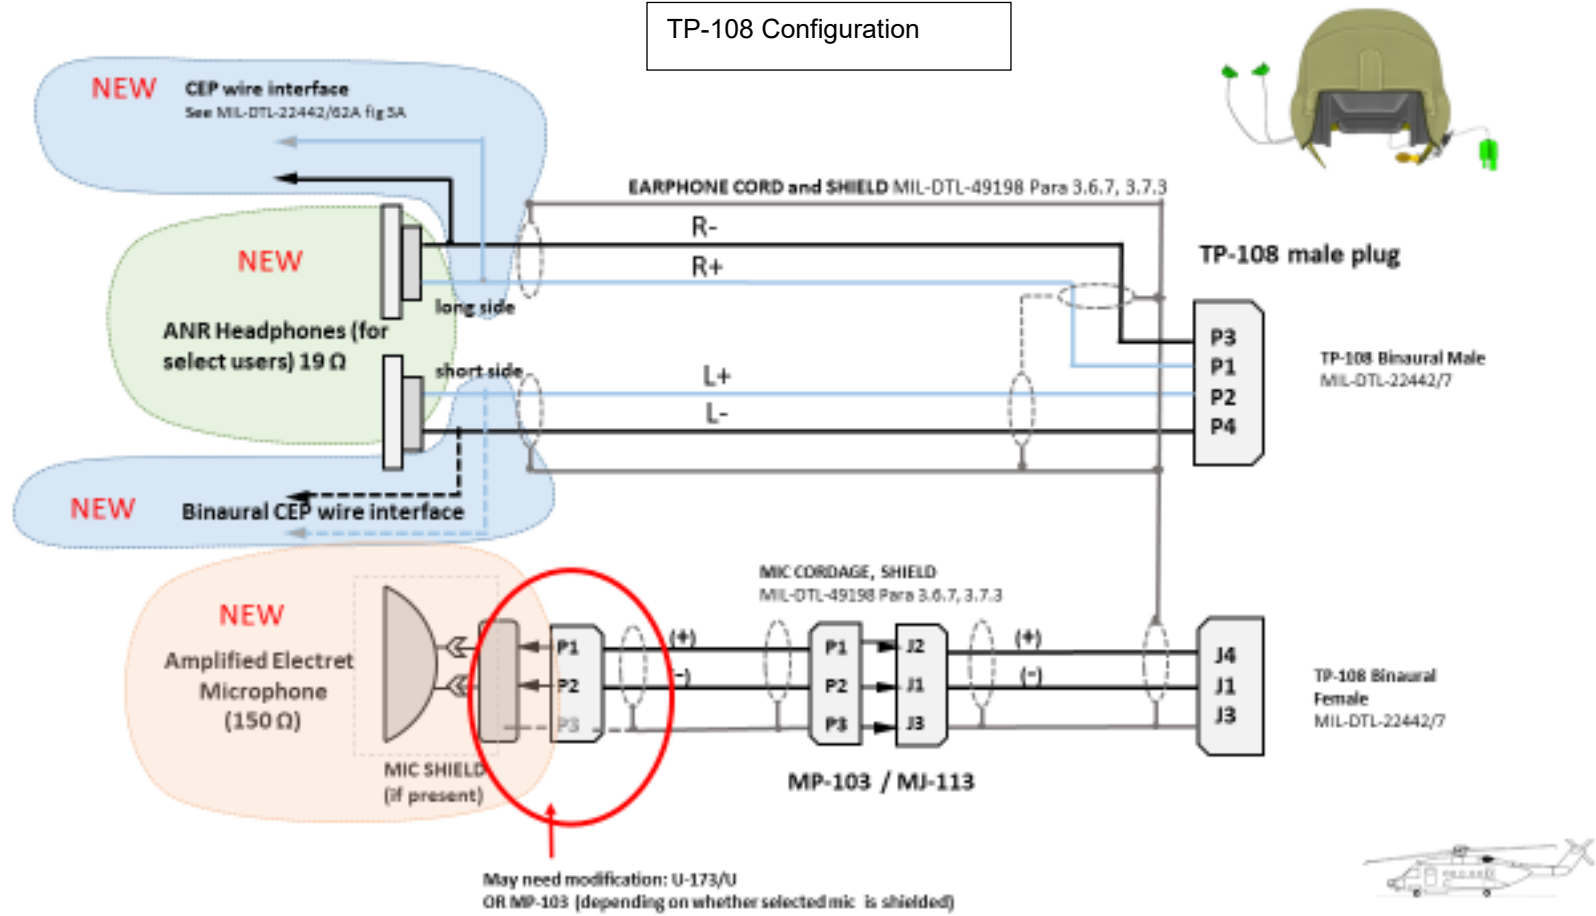 TP-108 Configuration
NEW
CEP wire interface
See MIL-DTL-22442/62A fig 3A
EARPHONE CORD and SHIELD MIL-DTL-49198 Para 3.6.7, 3.7.3
R-
NEW
R+
TP-108 male plug
long side
ANR Headphones (for
select users) 19 Ω
short side
L+
L-
P3
P1
P2
P4
TP-108 Binaural Male
MIL-DTL-22442/7
NEW
Binaural CEP wire interface
MIC CORDAGE, SHIELD
MIL-DTL-49198 Para 3.6.7, 3.7.3
NEW
Amplified Electret
Microphone
(150 Ω)
P1
P2
P3
(+)
(-)
P1
P2
P3
J2
J1
J3
(+)
(-)
J4
J1
J3
TP-108 Binaural
Female
MIL-DTL-22442/7
MIC SHIELD
(if present)
MP-103 / MJ-113
May need modification: U-173/U
OR MP-103 (depending on whether selected mic is shielded)